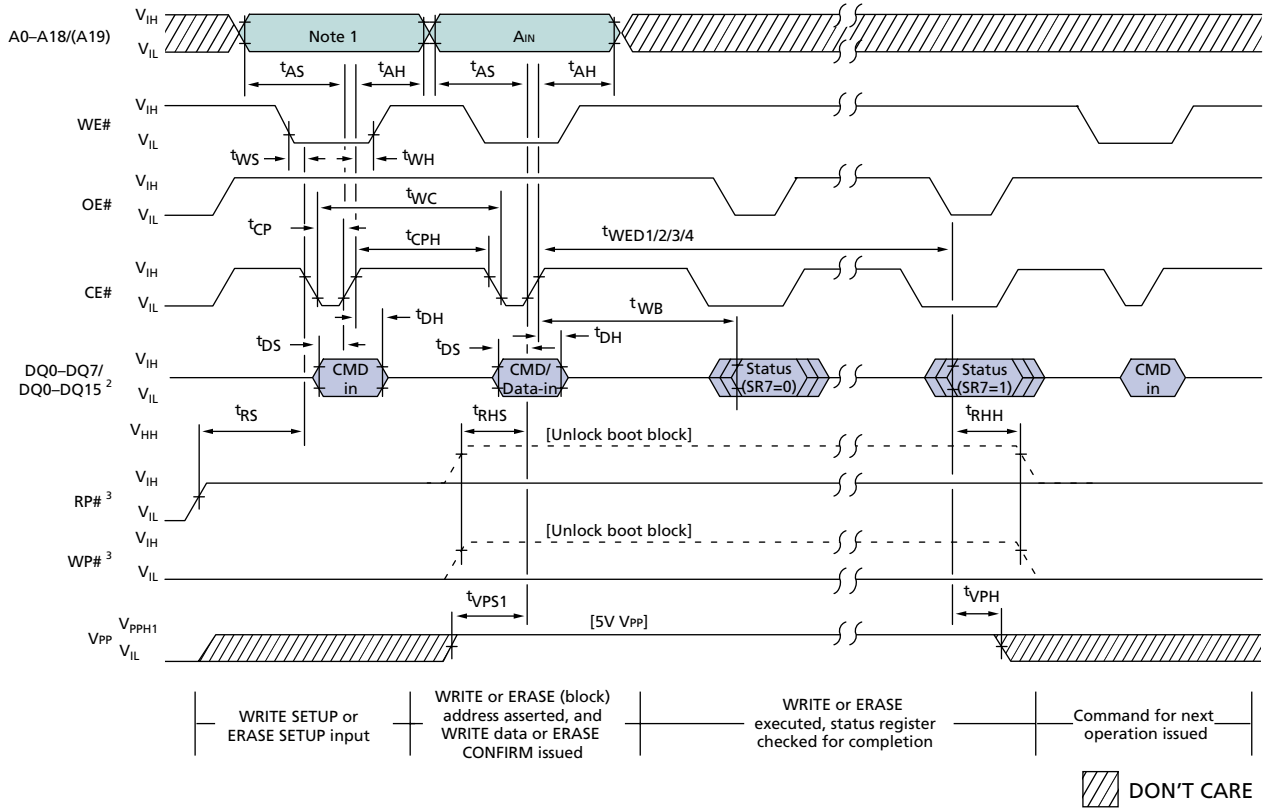 A0–A18/(A19)
VIH
VIL
Note 1
AIN
tAS
tAH
tAS
tAH
WE#
VIH
VIL
tWS
tWH
OE#
VIH
VIL
tWC
tCP
tCPH
tWED1/2/3/4
CE#
VIH
VIL
tWB
tDH
tDH
tDS
tDS
DQ0–DQ7/
DQ0–DQ15 2
VIH
VIL
CMD
in
CMD/
Data-in
Status
(SR7=0)
Status
(SR7=1)
CMD
in
tRS
tRHS
tRHH
VHH
[Unlock boot block]
RP# 3
VIH
VIL
WP# 3
VIH
VIL
[Unlock boot block]
tVPS1
tVPH
VPP
VPPH1
VIL
[5V VPP]
WRITE SETUP or
ERASE SETUP input
WRITE or ERASE (block)
address asserted, and
WRITE data or ERASE
CONFIRM issued
WRITE or ERASE
executed, status register
checked for completion
Command for next
operation issued
DON'T CARE